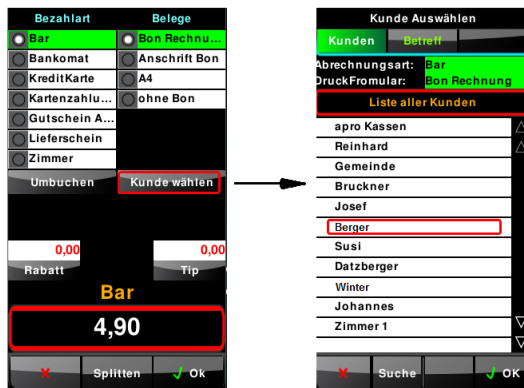 Bezahlart
Belege
Bar
Bankomat
KreditKarte
Kartenzahlu...
Gutschein A...
Lieferschein
Zimmer
Bon Rechnu...
Anschrift Bon
A4
ohne Bon
Umbuchen
Kunde wählen
0,00
0,00
Rabatt
Tip
Bar
4,90
Splitten
Ok
Kunde Auswählen
Kunden
Betreff
Abrechnungsart: Bar
DruckFromular: Bon Rechnung
Liste aller Kunden
apro Kassen
Reinhard
Gemeinde
Bruckner
Josef
Berger
Susi
Datzberger
Winter
Johannes
Zimmer 1
Suche
OK